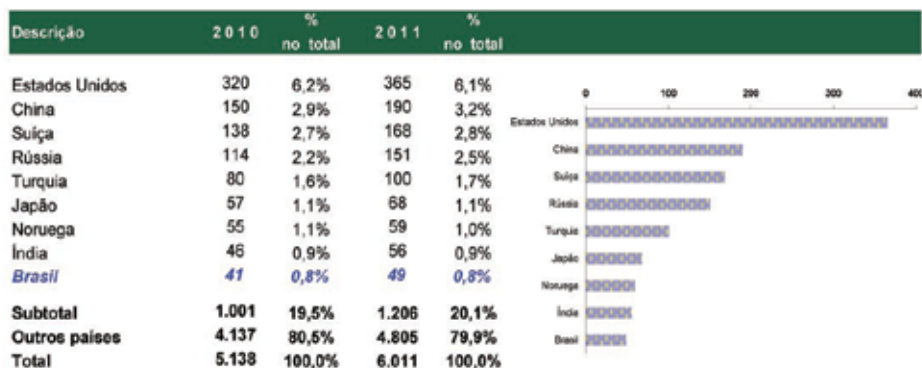 Descrição 2010 % no total 2011 % no total
Estados Unidos 320 6,2% 365 6,1%
China 150 2,9% 190 3,2%
Suíça 138 2,7% 168 2,8%
Rússia 114 2,2% 151 2,5%
Turquia 80 1,6% 100 1,7%
Japão 57 1,1% 68 1,1%
Noruega 55 1,1% 59 1,0%
Índia 46 0,9% 56 0,9%
Brasil 41 0,8% 49 0,8%
Subtotal 1.001 19,5% 1.206 20,1%
Outros países 4.137 80,5% 4.805 79,9%
Total 5.138 100,0% 6.011 100,0%
0 100 200 300 400
Estados Unidos
China
Suíça
Rússia
Turquia
Japão
Noruega
Índia
Brasil